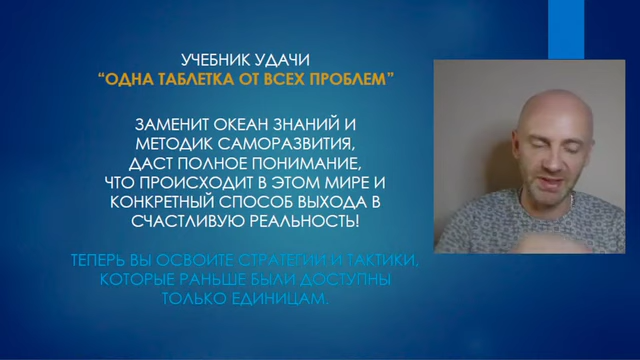 УЧЕБНИК УДАЧИ
“ОДНА ТАБЛЕТКА ОТ ВСЕХ ПРОБЛЕМ”
ЗАМЕНИТ ОКЕАН ЗНАНИЙ И
МЕТОДИК САМОРАЗВИТИЯ,
ДАСТ ПОЛНОЕ ПОНИМАНИЕ,
ЧТО ПРОИСХОДИТ В ЭТОМ МИРЕ И
КОНКРЕТНЫЙ СПОСОБ ВЫХОДА В
СЧАСТЛИВУЮ РЕАЛЬНОСТЬ!
ТЕПЕРЬ ВЫ ОСВОИТЕ СТРАТЕГИИ И ТАКТИКИ,
КОТОРЫЕ РАНЬШЕ БЫЛИ ДОСТУПНЫ
ТОЛЬКО ЕДИНИЦАМ.